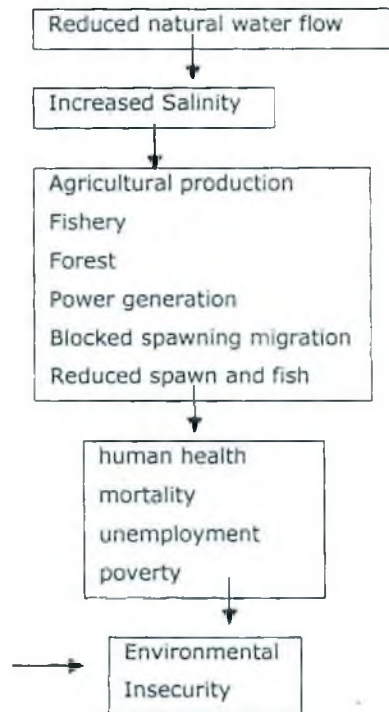 Reduced natural water flow
Increased Salinity
Agricultural production
Fishery
Forest
Power generation
Blocked spawning migration
Reduced spawn and fish
human health
mortality
unemployment
poverty
Environmental
Insecurity